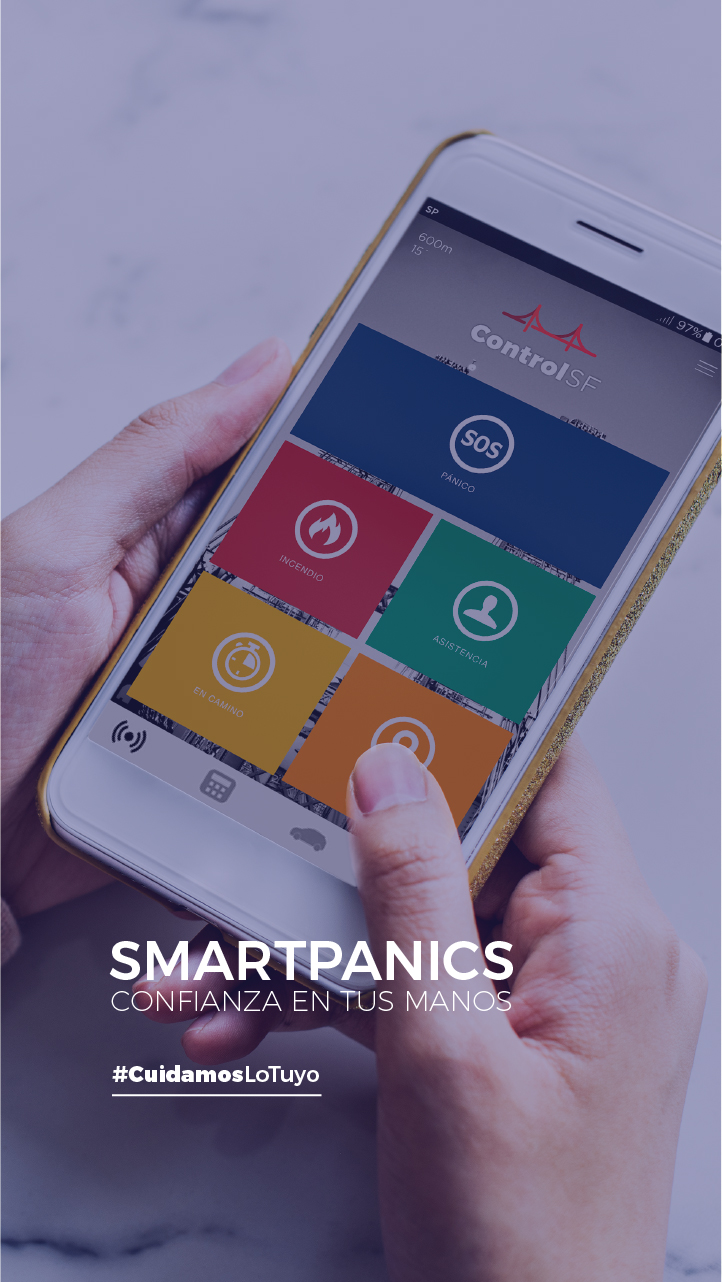 SP
97%
600m
15°
ControlSF
SOS
PÁNICO
INCENDIO
ASISTENCIA
EN CAMINO
SMARTPANICS
CONFIANZA EN TUS MANOS
#CuidamosLoTuyo